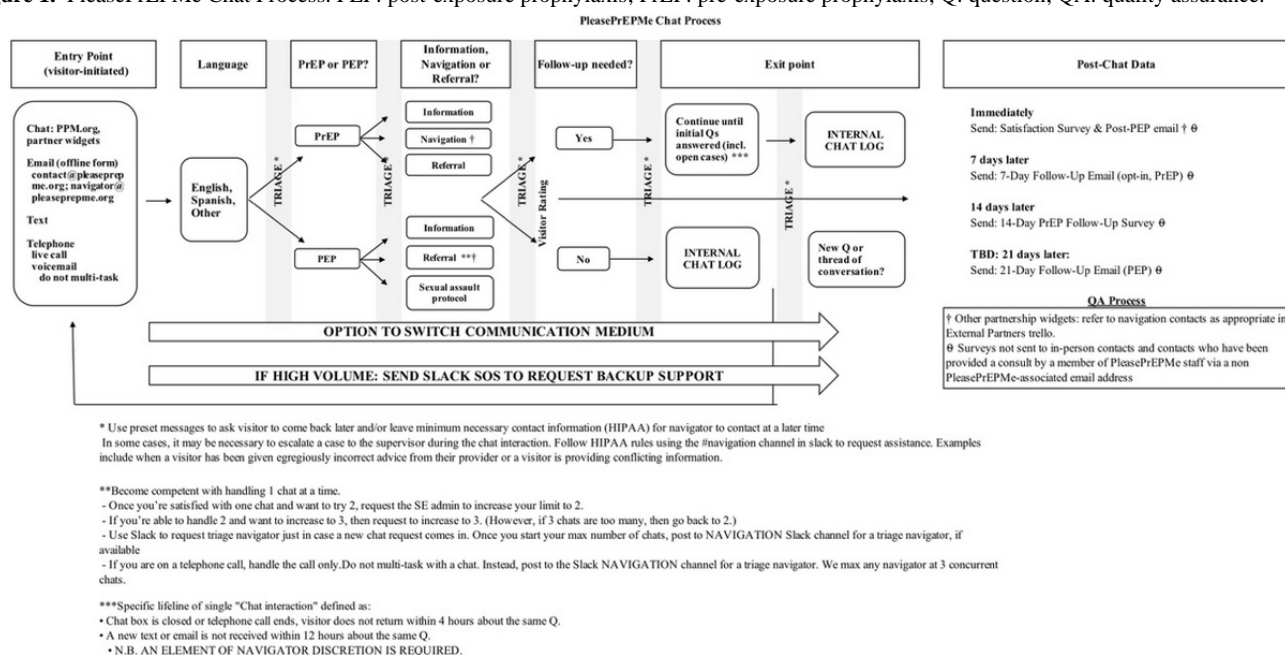 Figure 1. PleasePrEPMe Chat Process. PEP: post-exposure prophylaxis; PrEP: pre-exposure prophylaxis; Q: question; QA: quality assurance.
PleasePrEPMe Chat Process
Entry Point
(visitor-initiated)
Language
PrEP or PEP?
Information,
Navigation or
Referral?
Follow-up needed?
Exit point
Post-Chat Data
Chat: PPM.org,
partner widgets
Email (offline form)
contact@pleaseprep
me.org; navigator@
pleaseprepme.org
Text
Telephone
live call
voicemail
do not multi-task
English,
Spanish,
Other
TRIAGE *
PrEP
PEP
TRIAGE *
Information
Navigation †
Referral
Information
Referral **†
Sexual assault
protocol
TRIAGE *
Visitor Rating
Yes
No
TRIAGE *
Continue until
initial Qs
answered (incl.
open cases) ***
INTERNAL
CHAT LOG
INTERNAL
CHAT LOG
TRIAGE *
New Q or
thread of
conversation?
Immediately
Send: Satisfaction Survey & Post-PEP email † θ
7 days later
Send: 7-Day Follow-Up Email (opt-in, PrEP) θ
14 days later
Send: 14-Day PrEP Follow-Up Survey θ
TBD: 21 days later:
Send: 21-Day Follow-Up Email (PEP) θ
QA Process
† Other partnership widgets: refer to navigation contacts as appropriate in
External Partners trello.
θ Surveys not sent to in-person contacts and contacts who have been
provided a consult by a member of PleasePrEPMe staff via a non
PleasePrEPMe-associated email address
OPTION TO SWITCH COMMUNICATION MEDIUM
IF HIGH VOLUME: SEND SLACK SOS TO REQUEST BACKUP SUPPORT
* Use preset messages to ask visitor to come back later and/or leave minimum necessary contact information (HIPAA) for navigator to contact at a later time
In some cases, it may be necessary to escalate a case to the supervisor during the chat interaction. Follow HIPAA rules using the #navigation channel in slack to request assistance. Examples
include when a visitor has been given egregiously incorrect advice from their provider or a visitor is providing conflicting information.
**Become competent with handling 1 chat at a time.
- Once you're satisfied with one chat and want to try 2, request the SE admin to increase your limit to 2.
- If you're able to handle 2 and want to increase to 3, then request to increase to 3. (However, if 3 chats are too many, then go back to 2.)
- Use Slack to request triage navigator just in case a new chat request comes in. Once you start your max number of chats, post to NAVIGATION Slack channel for a triage navigator, if
available
- If you are on a telephone call, handle the call only.Do not multi-task with a chat. Instead, post to the Slack NAVIGATION channel for a triage navigator. We max any navigator at 3 concurrent
chats.
***Specific lifeline of single "Chat interaction" defined as:
• Chat box is closed or telephone call ends, visitor does not return within 4 hours about the same Q.
• A new text or email is not received within 12 hours about the same Q.
• N.B. AN ELEMENT OF NAVIGATOR DISCRETION IS REQUIRED.